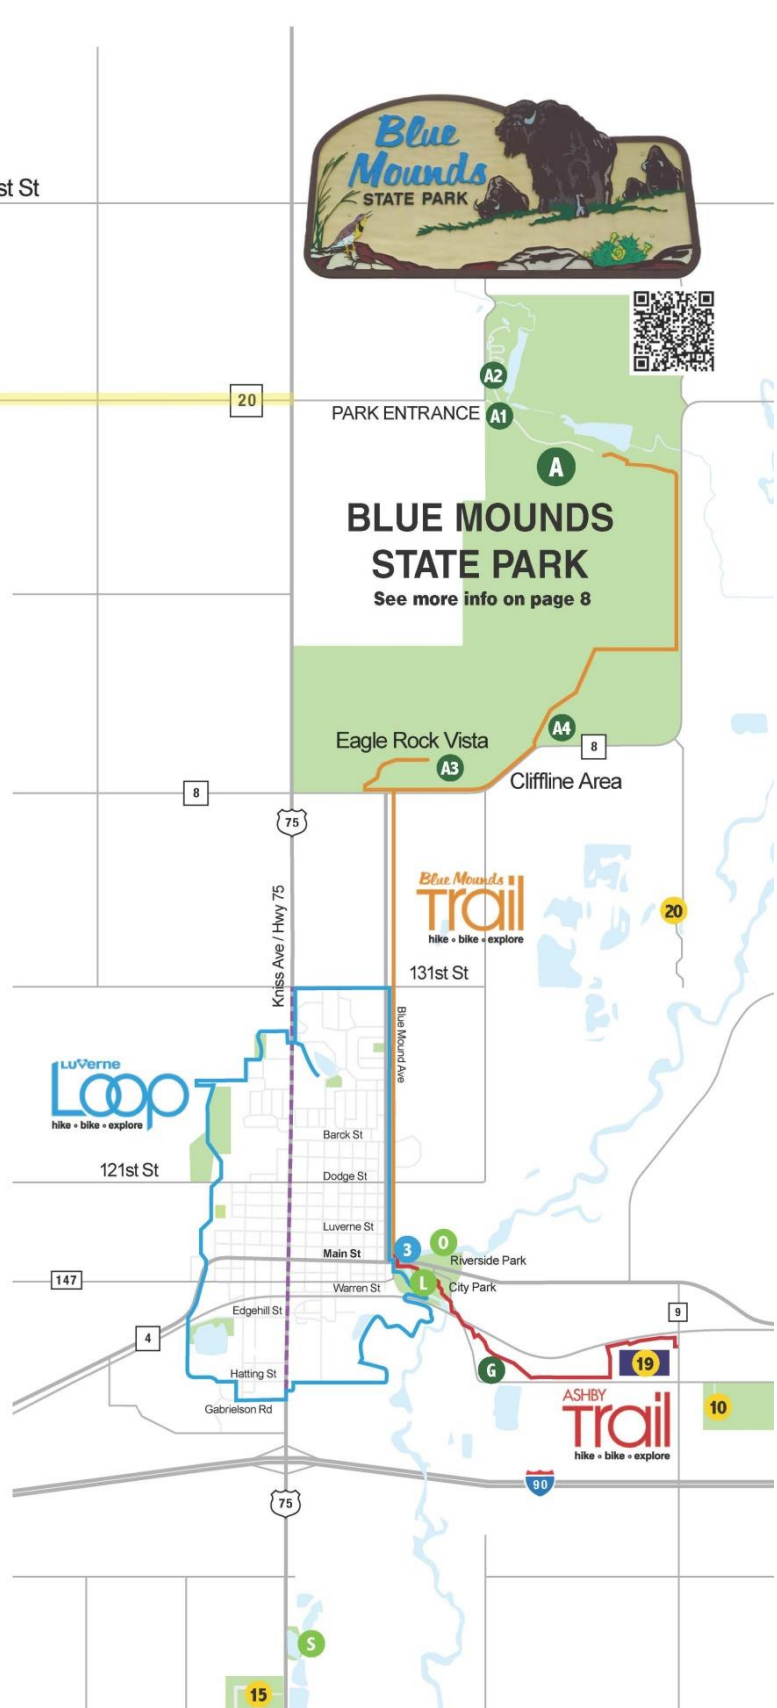 Blue
Mounds
STATE PARK
st St
A2
20
PARK ENTRANCE
A1
A
BLUE MOUNDS
STATE PARK
See more info on page 8
A4
Eagle Rock Vista
8
A3
Cliffline Area
8
75
Kniss Ave / Hwy 75
Blue Mounds
Trail
hike • bike • explore
20
131st St
Blue Mound Ave
LUVerne
Loop
hike • bike • explore
Barck St
121st St
Dodge St
Luverne St
3
O
Main St
Riverside Park
147
Warren St
L
City Park
Edgehill St
9
4
19
G
Hatting St
ASHBY
Trail
hike • bike • explore
10
Gabrielson Rd
90
75
S
15